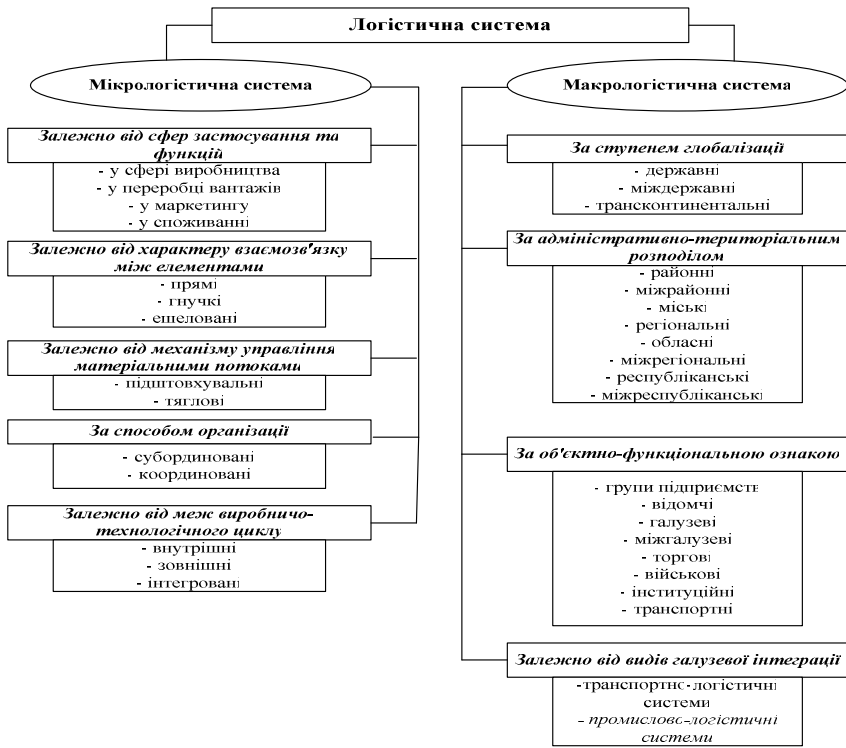 Логістична система
Мікрологістична система
Залежно від сфер застосування та
функцій
- у сфері виробництва
- у переробці вантажів
- у маркетингу
- у споживанні
Залежно від характеру взаємозв'язку
між елементами
- прямі
- гнучкі
- ешеловані
Залежно від механізму управління
матеріальними потоками
- підштовхувальні
- тяглові
За способом організації
- субординовані
- координовані
Залежно від меж виробничо-
технологічного циклу
- внутрішні
- зовнішні
- інтегровані
Макрологістична система
За ступенем глобалізації
- державні
- міждержавні
- трансконтинентальні
За адміністративно-територіальним
розподілом
- районні
- міжрайонні
- міські
- регіональні
- обласні
- міжрегіональні
- республіканські
- міжреспубліканські
За об'єктно-функціональною ознакою
- групи підприємств
- відомчі
- галузеві
- міжгалузеві
- торгові
- військові
- інституційні
- транспортні
Залежно від видів галузевої інтеграції
-транспортно-логістичні
системи
- промислово-логістичні
системи